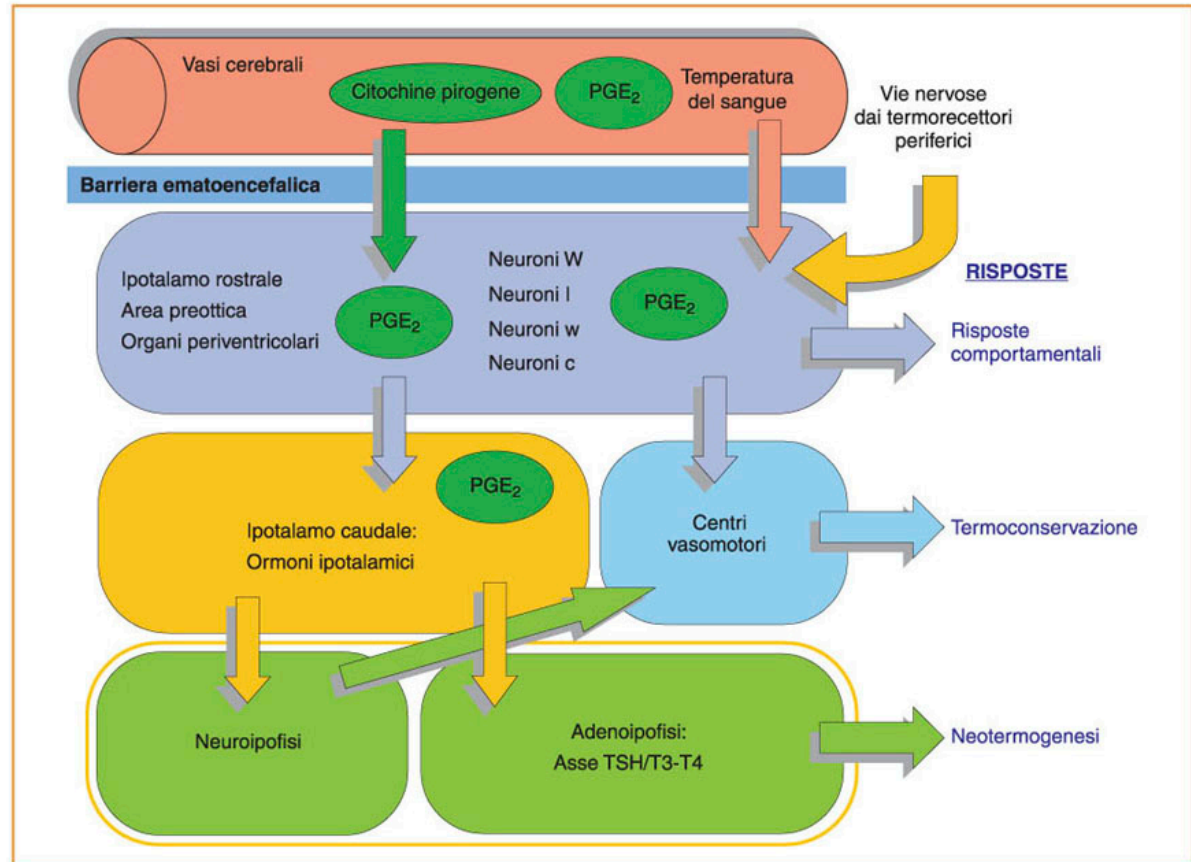 Vasi cerebrali
Citochine pirogene
PGE₂
Temperatura
del sangue
Vie nervose
dai termorecettori
periferici
Barriera ematoencefalica
Ipotalamo rostrale
Area preottica
Organi periventricolari
PGE₂
Neuroni W
Neuroni I
Neuroni w
Neuroni c
PGE₂
RISPOSTE
Risposte
comportamentali
PGE₂
Ipotalamo caudale:
Ormoni ipotalamici
Centri
vasomotori
Termoconservazione
Neuroipofisi
Adenoipofisi:
Asse TSH/T3-T4
Neotermogenesi